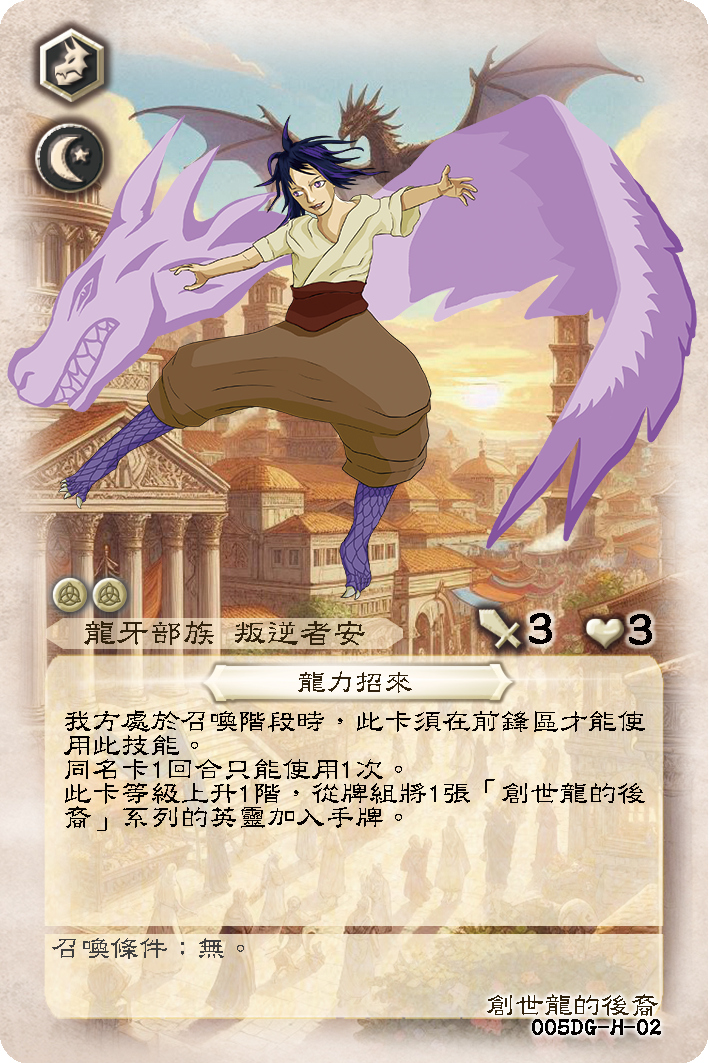 龍牙部族 叛逆者安
3
3
龍力招來
我方處於召喚階段時，此卡須在前鋒區才能使
用此技能。
同名卡1回合只能使用1次。
此卡等級上升1階，從牌組將1張「創世龍的後
裔」系列的英靈加入手牌。
召喚條件：無。
創世龍的後裔
005DG-H-02